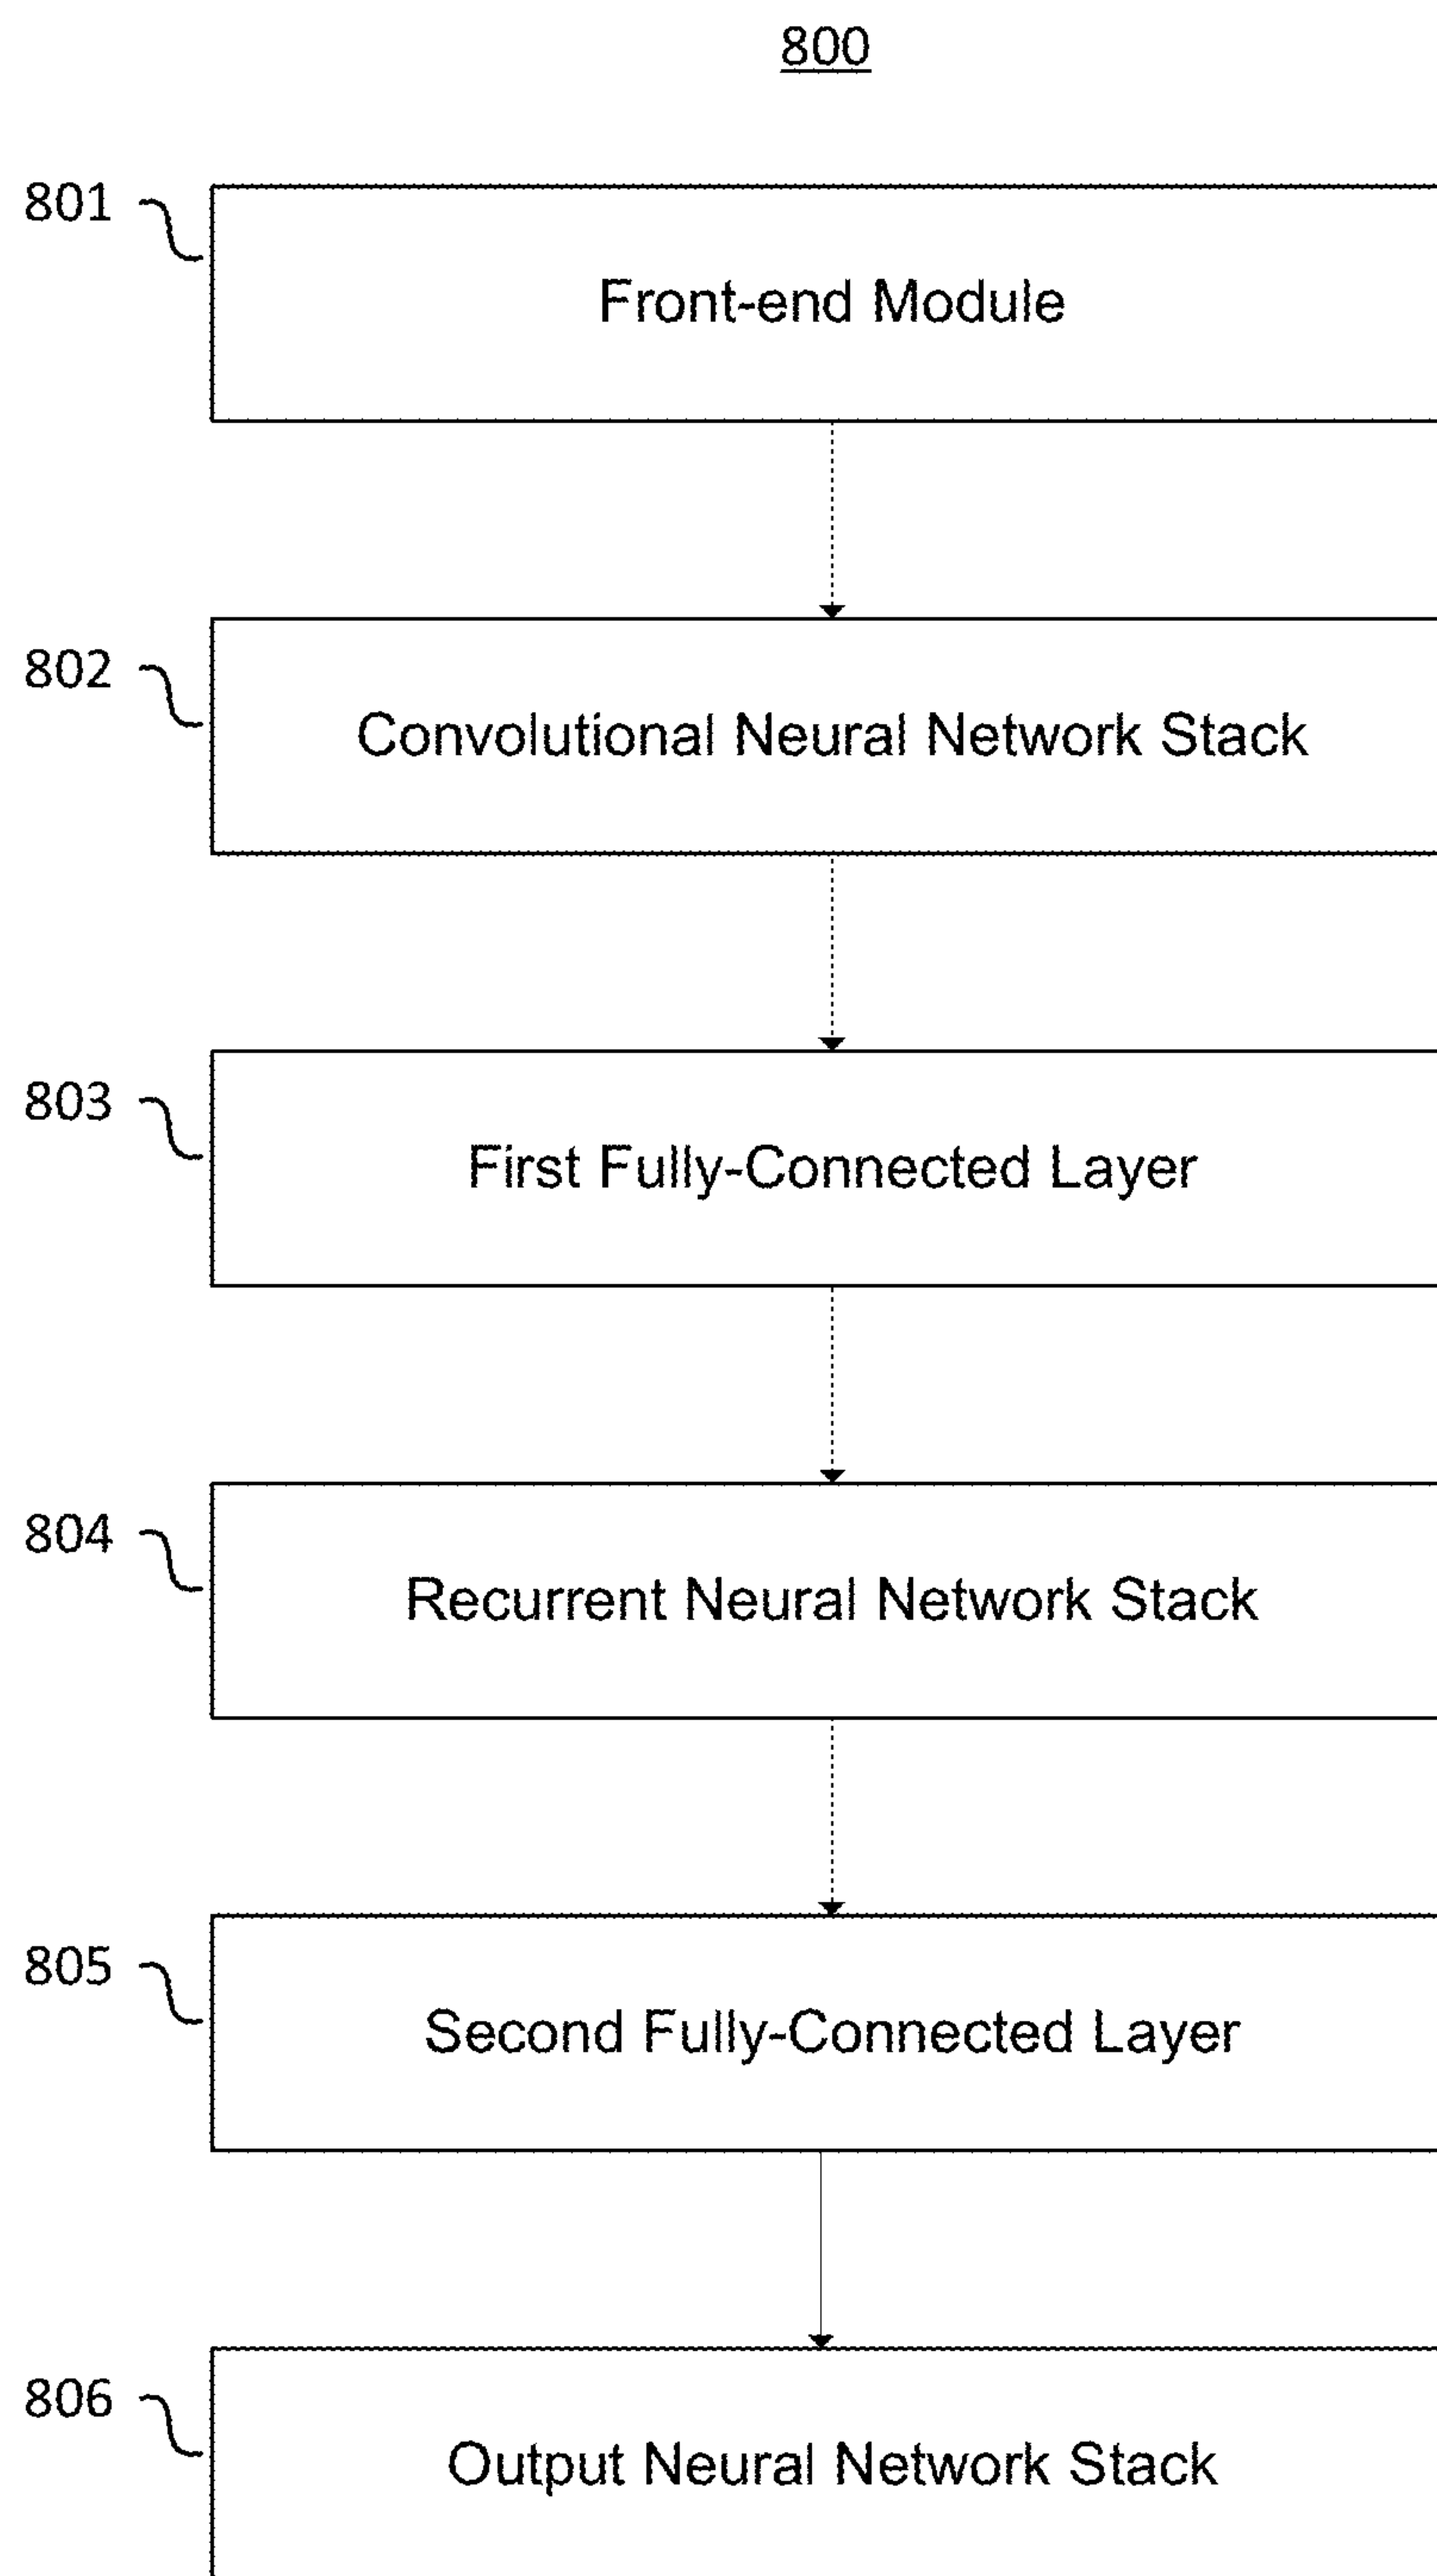 800
801
Front-end Module
802
Convolutional Neural Network Stack
803
First Fully-Connected Layer
804
Recurrent Neural Network Stack
805
Second Fully-Connected Layer
806
Output Neural Network Stack